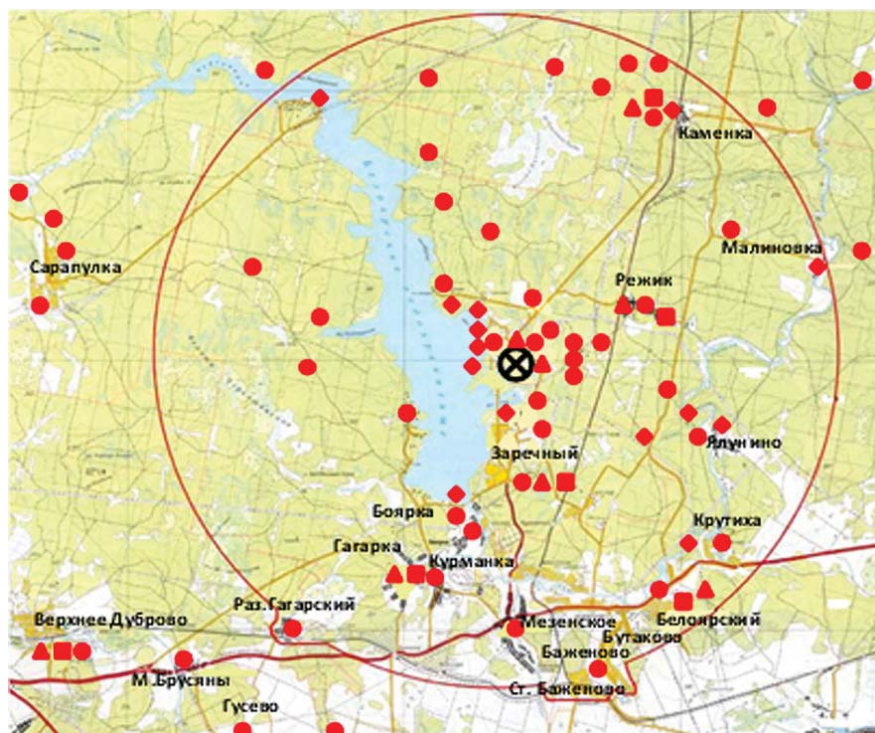 Каменка
Малиновка
Сарапулка
Режик
Ялунино
Заречный
Боярка
Крутиха
Гагарка
Курманка
Раз.Гагарский
Верхнее Дуброво
Мезенское
Белоярский
Бутаково
Баженово
М.Брусяны
Ст. Баженово
Гусево